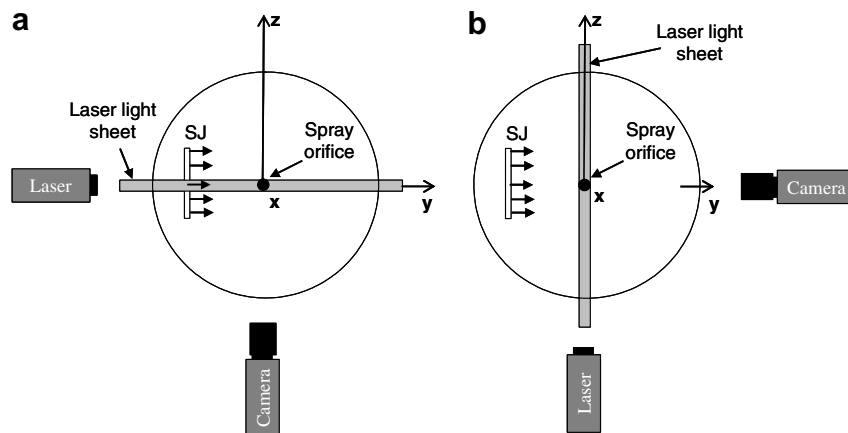 a
z
Laser light
sheet
SJ
Spray
orifice
Laser
x
y
Camera
b
z
Laser light
sheet
SJ
Spray
orifice
x
y
Camera
Laser